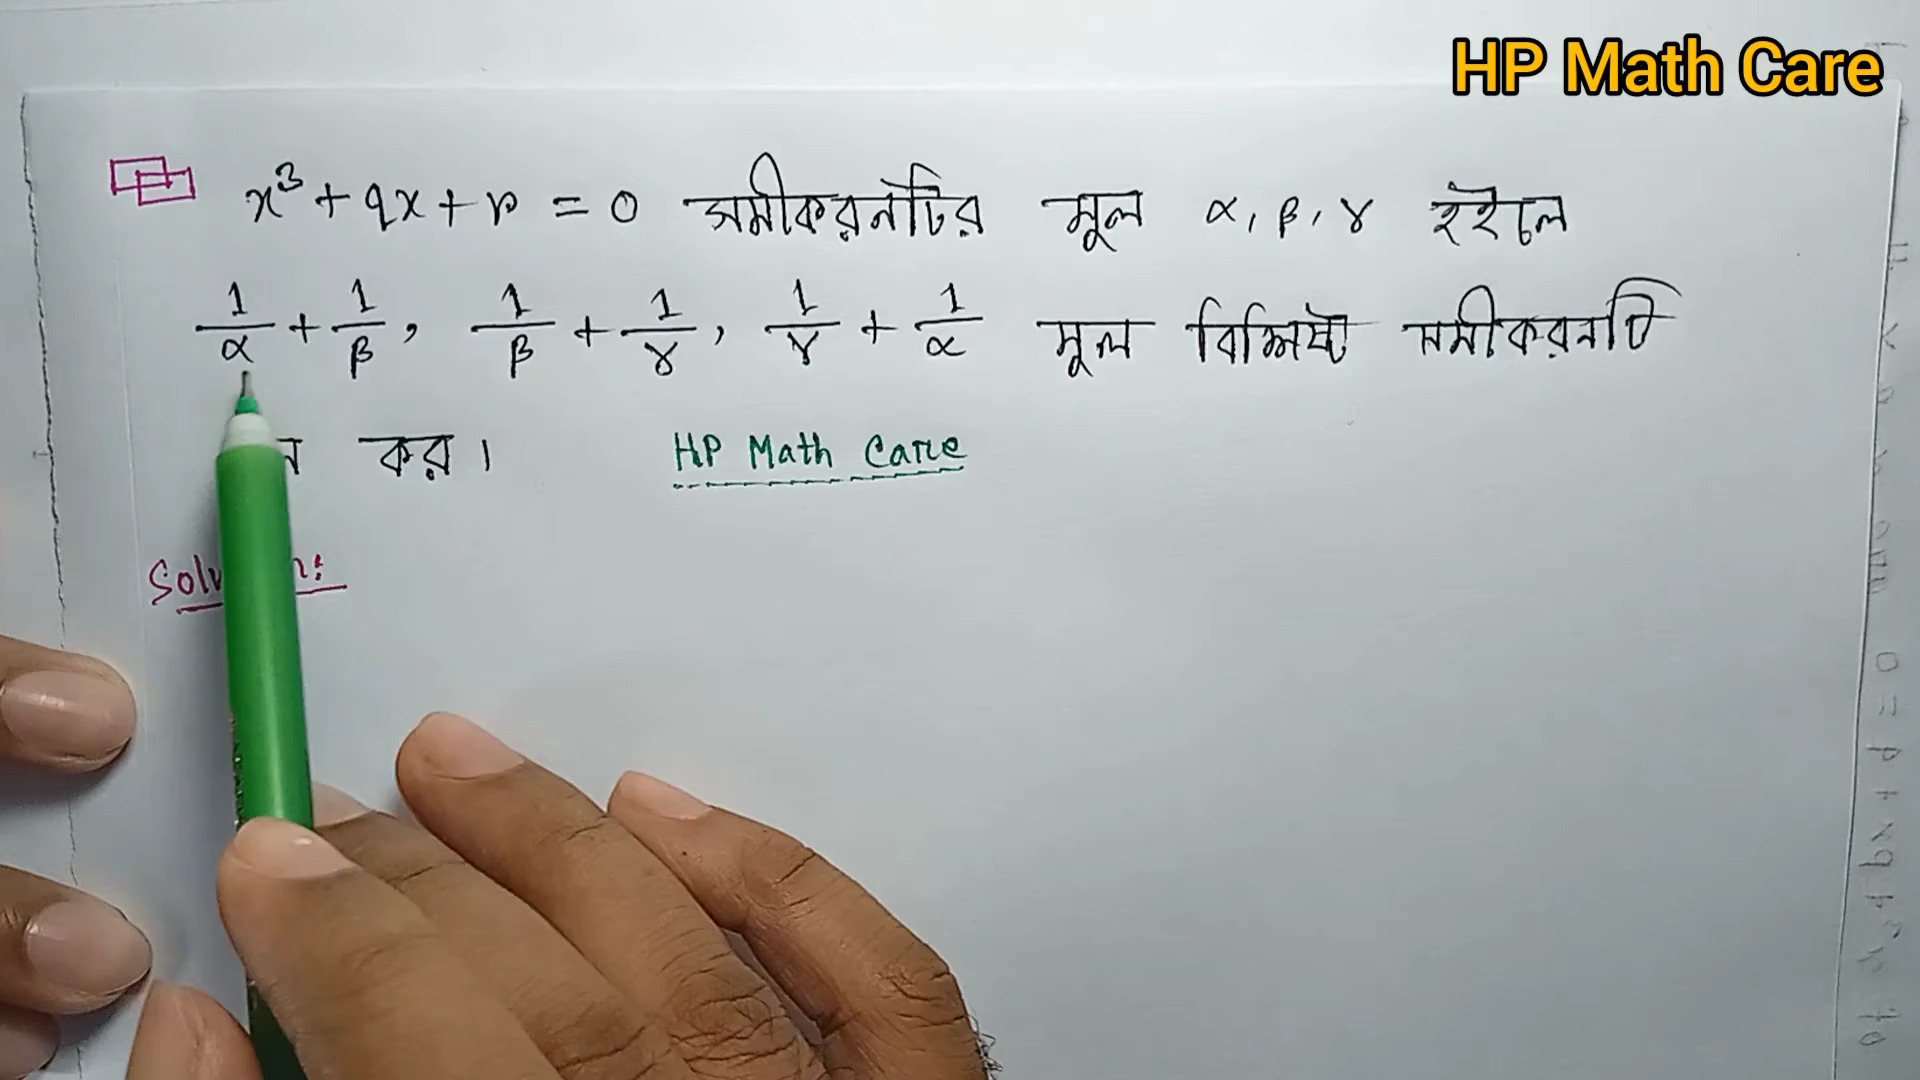 HP Math Care
x³ + qx + r = 0 সমীকরনটির মূল α, β, γ হইলে
1/α + 1/β, 1/β + 1/γ, 1/γ + 1/α মূল বিশিষ্ট সমীকরনটি
কর।
HP Math Care